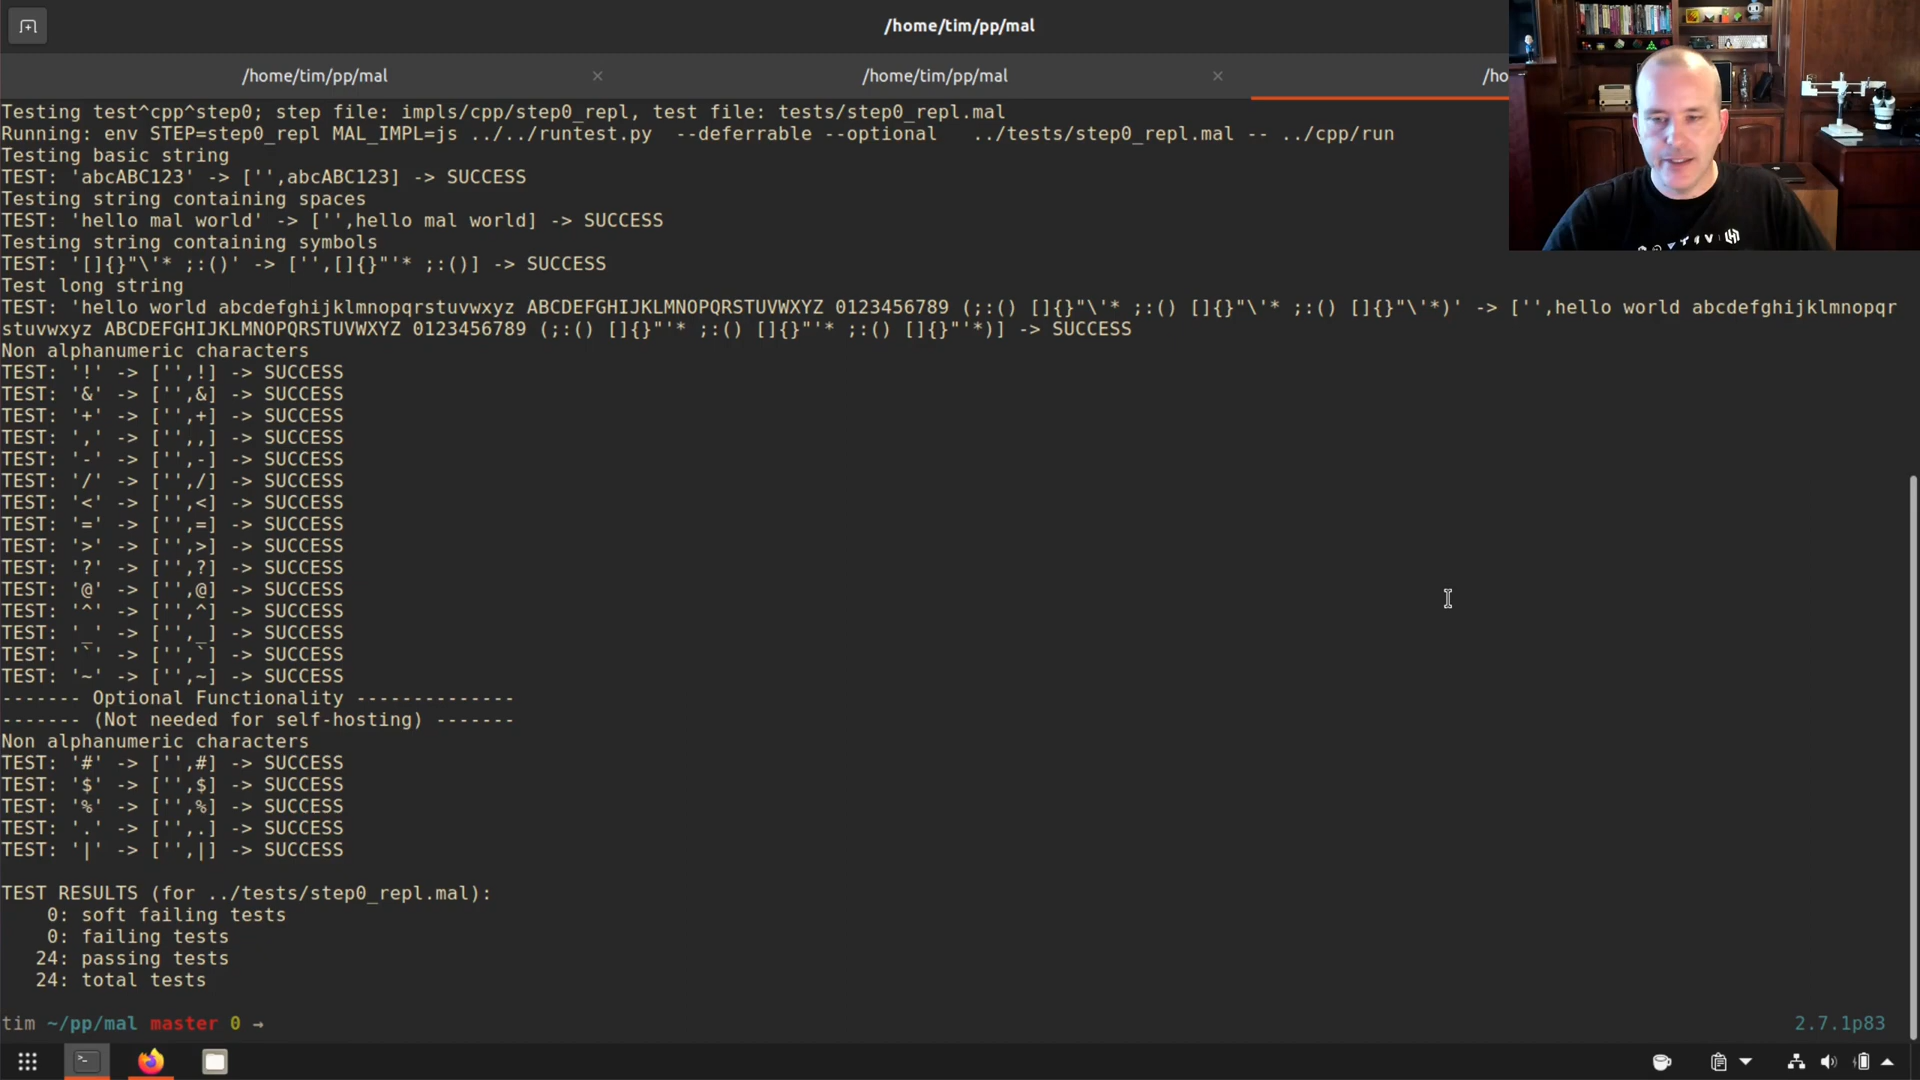 /home/tim/pp/mal
/home/tim/pp/mal × /home/tim/pp/mal × /ho
Testing test^cpp^step0; step file: impls/cpp/step0_repl, test file: tests/step0_repl.mal
Running: env STEP=step0_repl MAL_IMPL=js ../../runtest.py  --deferrable --optional   ../tests/step0_repl.mal -- ../cpp/run
Testing basic string
TEST: 'abcABC123' -> ['',abcABC123] -> SUCCESS
Testing string containing spaces
TEST: 'hello mal world' -> ['',hello mal world] -> SUCCESS
Testing string containing symbols
TEST: '[]{}"\'* ;:()' -> ['',[]{}"'* ;:()] -> SUCCESS
Test long string
TEST: 'hello world abcdefghijklmnopqrstuvwxyz ABCDEFGHIJKLMNOPQRSTUVWXYZ 0123456789 (;:() []{}"\'* ;:() []{}"\'* ;:() []{}"\'*)' -> ['',hello world abcdefghijklmnopqr
stuvwxyz ABCDEFGHIJKLMNOPQRSTUVWXYZ 0123456789 (;:() []{}"'* ;:() []{}"'* ;:() []{}"'*)] -> SUCCESS
Non alphanumeric characters
TEST: '!' -> ['',!] -> SUCCESS
TEST: '&' -> ['',&] -> SUCCESS
TEST: '+' -> ['',+] -> SUCCESS
TEST: ',' -> ['',,] -> SUCCESS
TEST: '-' -> ['',-] -> SUCCESS
TEST: '/' -> ['',/] -> SUCCESS
TEST: '<' -> ['',<] -> SUCCESS
TEST: '=' -> ['',=] -> SUCCESS
TEST: '>' -> ['',>] -> SUCCESS
TEST: '?' -> ['',?] -> SUCCESS
TEST: '@' -> ['',@] -> SUCCESS
TEST: '^' -> ['',^] -> SUCCESS
TEST: '_' -> ['',_] -> SUCCESS
TEST: '`' -> ['',`] -> SUCCESS
TEST: '~' -> ['',~] -> SUCCESS
------- Optional Functionality --------------
------- (Not needed for self-hosting) -------
Non alphanumeric characters
TEST: '#' -> ['',#] -> SUCCESS
TEST: '$' -> ['',$] -> SUCCESS
TEST: '%' -> ['',%] -> SUCCESS
TEST: '.' -> ['',.] -> SUCCESS
TEST: '|' -> ['',|] -> SUCCESS
TEST RESULTS (for ../tests/step0_repl.mal):
0: soft failing tests
0: failing tests
24: passing tests
24: total tests
tim ~/pp/mal master 0 → 2.7.1p83